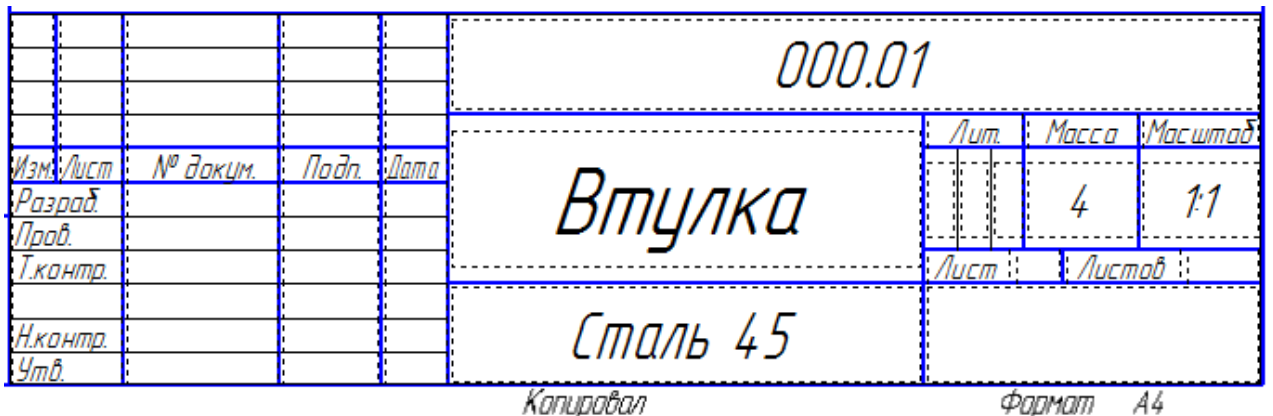 000.01
Лит. Масса Масштаб
Изм. Лист № докум. Подп. Дата
Втулка
4 1:1
Разраб.
Пров.
Т.контр.
Лист Листов
Сталь 45
Н.контр.
Утв.
Копировал Формат А4